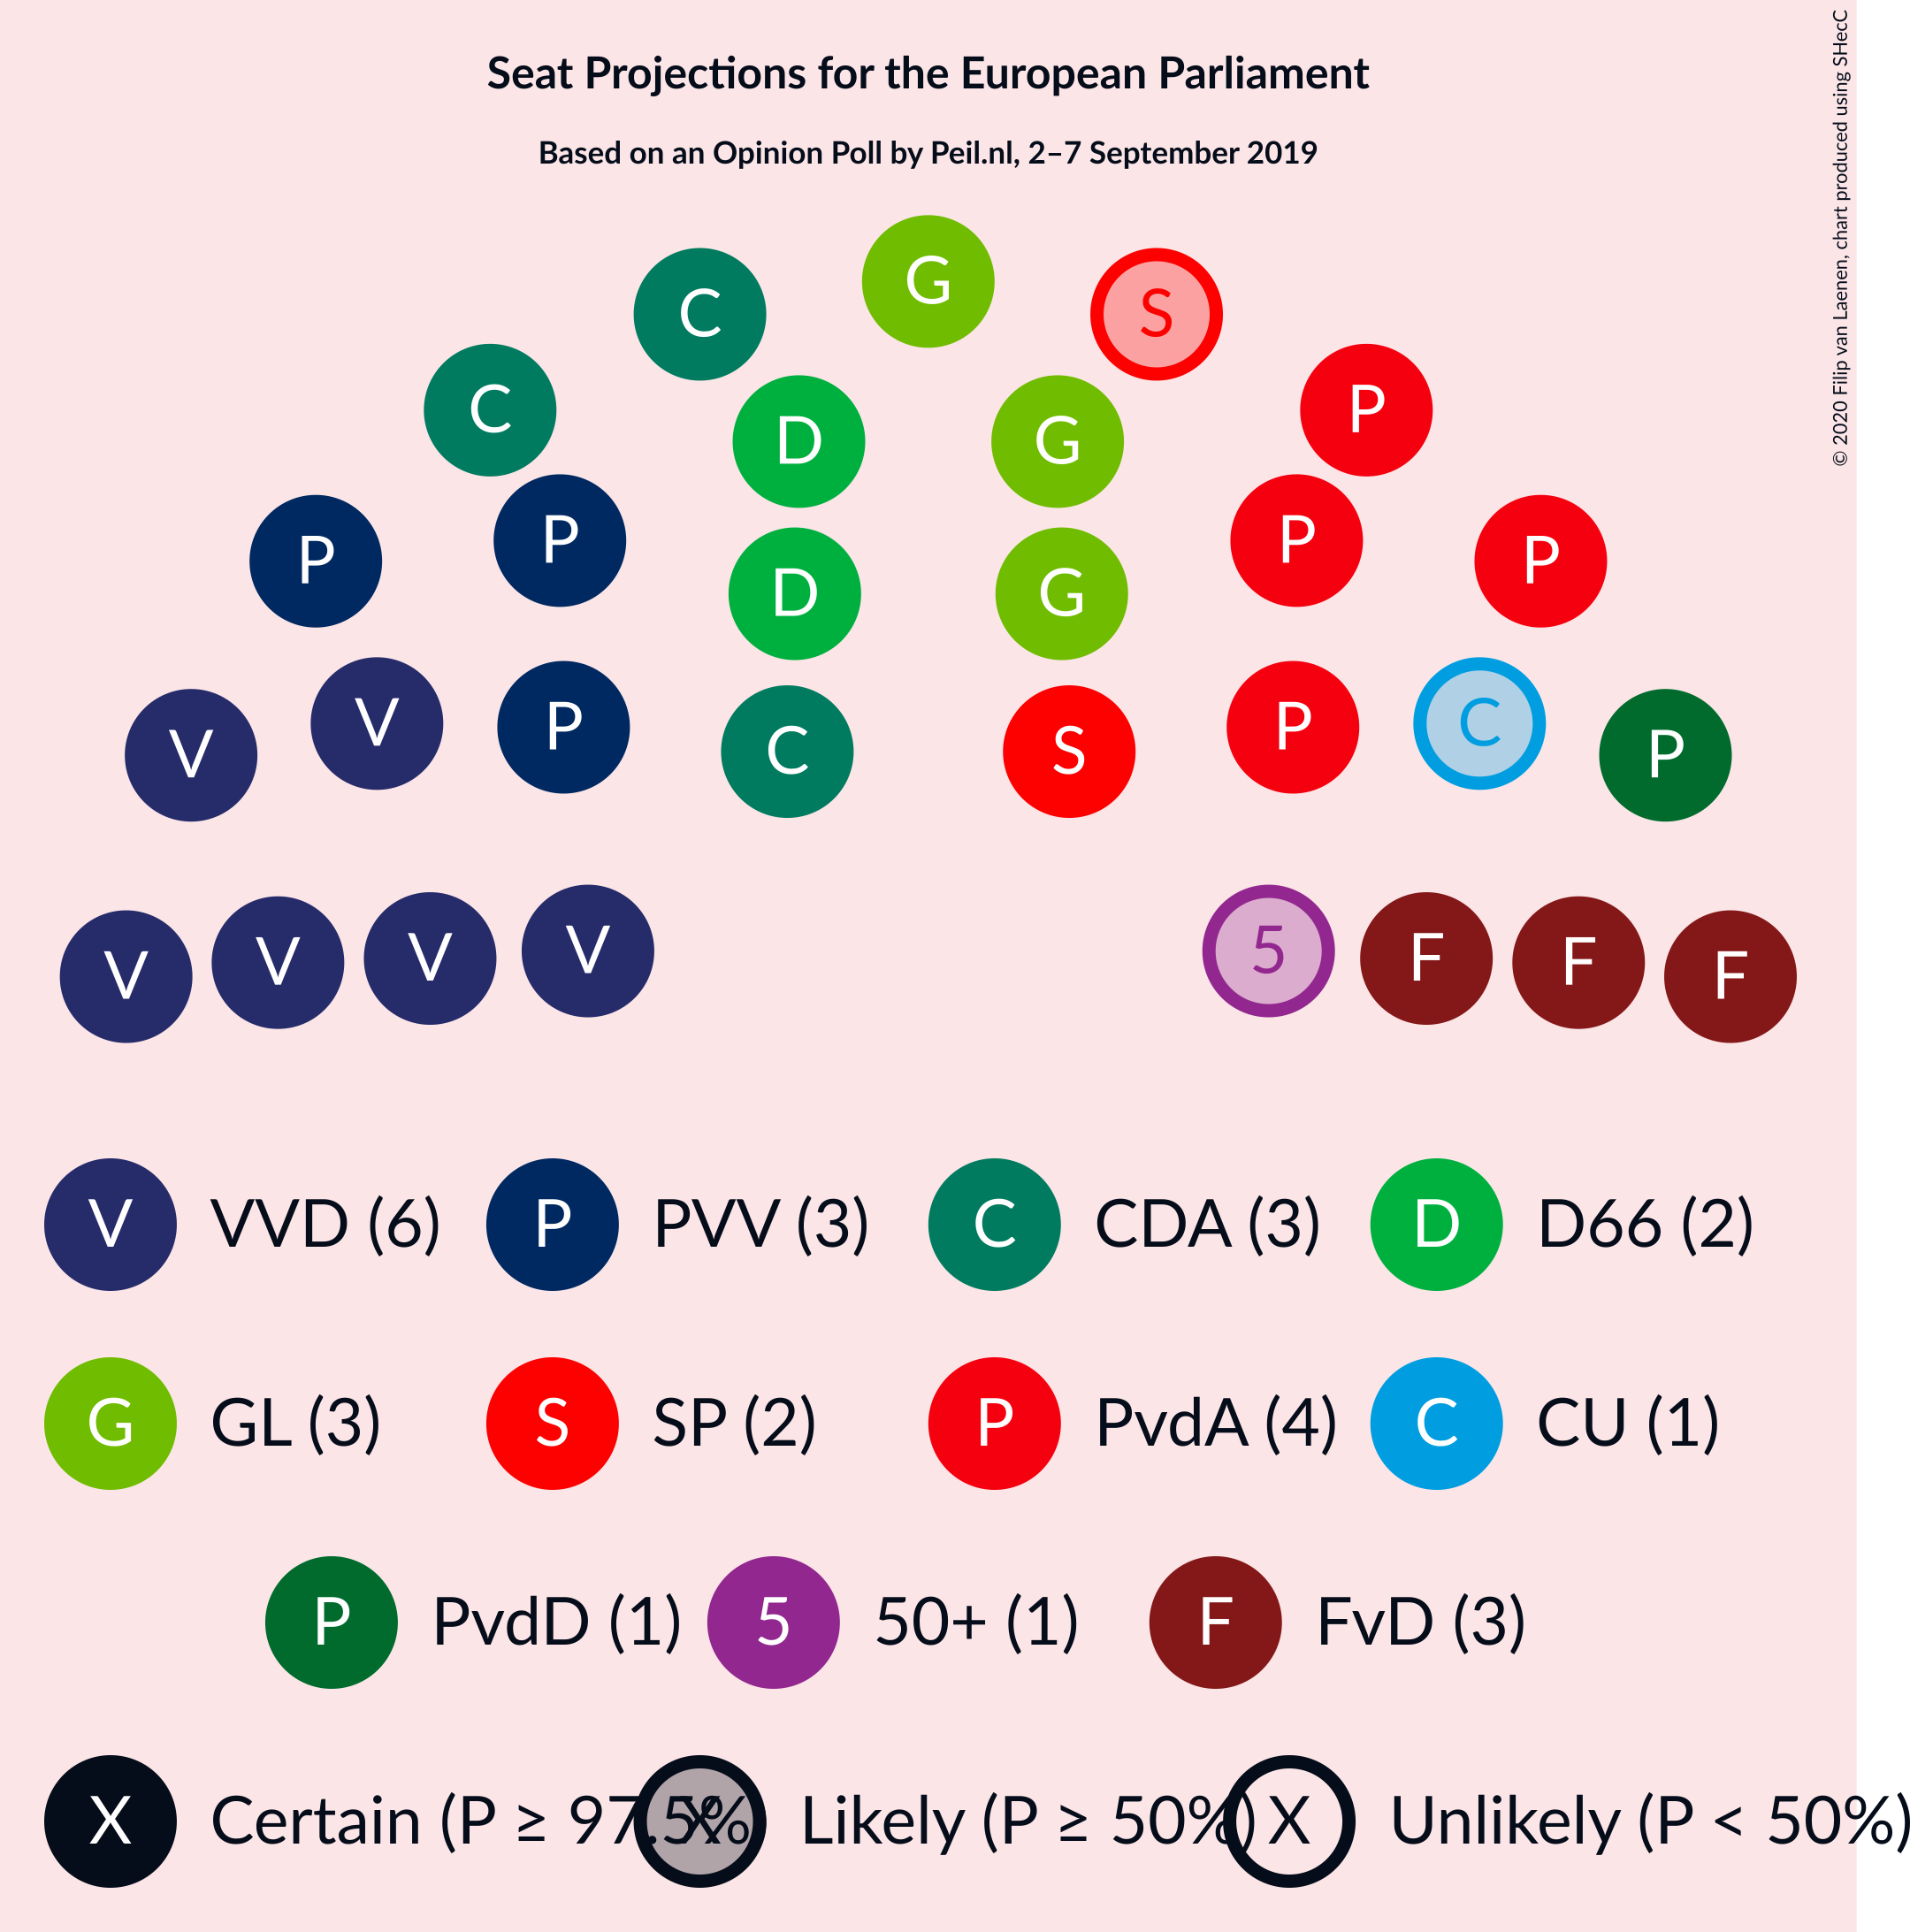 Seat Projections for the European Parliament
Based on an Opinion Poll by Peil.nl, 2–7 September 2019
© 2020 Filip van Laenen, chart produced using SHecC
G
C S
C P
D G
P P P P
D G
V V P C S P C P
V V V V 5 F F F
V VVD (6) P PVV (3) C CDA (3) D D66 (2)
G GL (3) S SP (2) P PvdA (4) C CU (1)
P PvdD (1) 5 50+ (1) F FvD (3)
X Certain (P ≥ 97.5% X Likely (P ≥ 50%) X Unlikely (P < 50%)